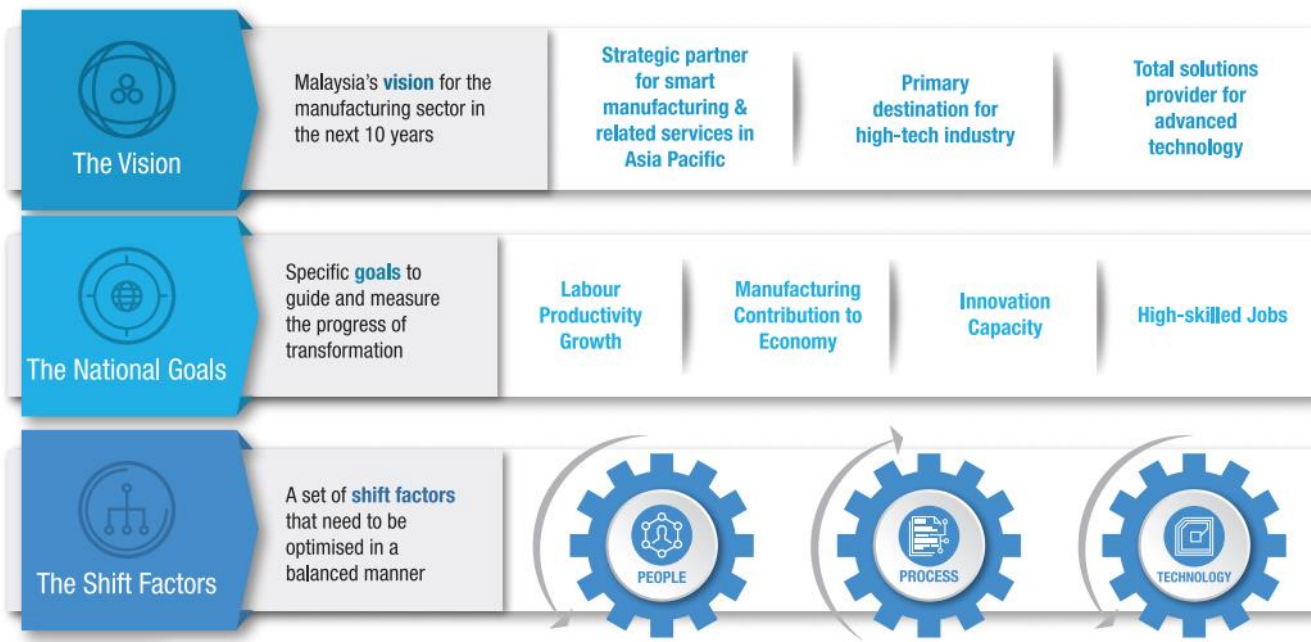 The Vision
Malaysia's vision for the
manufacturing sector in
the next 10 years
Strategic partner
for smart
manufacturing &
related services in
Asia Pacific
Primary
destination for
high-tech industry
Total solutions
provider for
advanced
technology
The National Goals
Specific goals to
guide and measure
the progress of
transformation
Labour
Productivity
Growth
Manufacturing
Contribution to
Economy
Innovation
Capacity
High-skilled Jobs
The Shift Factors
A set of shift factors
that need to be
optimised in a
balanced manner
PEOPLE
PROCESS
TECHNOLOGY